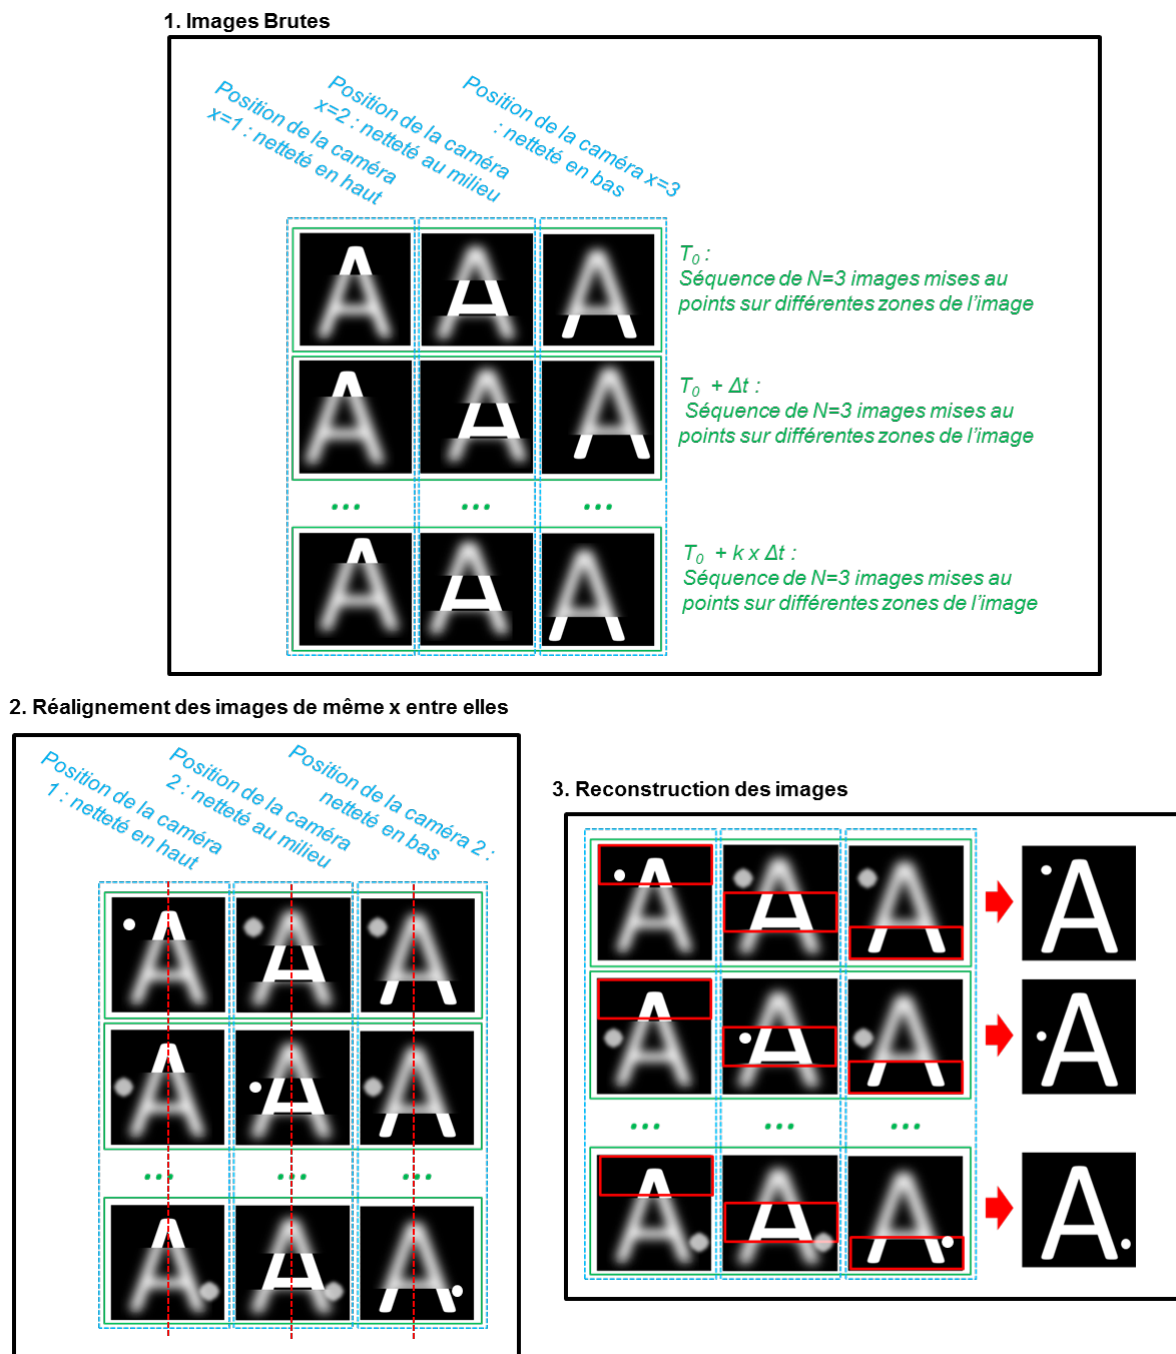 1. Images Brutes
Position de la caméra
x=1 : netteté en haut
Position de la caméra
x=2 : netteté au milieu
Position de la caméra x=3
: netteté en bas
T0 :
Séquence de N=3 images mises au
points sur différentes zones de l'image
T0 + Δt :
Séquence de N=3 images mises au
points sur différentes zones de l'image
... ... ...
T0 + k x Δt :
Séquence de N=3 images mises au
points sur différentes zones de l'image
2. Réalignement des images de même x entre elles
Position de la caméra
1 : netteté en haut
Position de la caméra
2 : netteté au milieu
Position de la caméra 2 :
netteté en bas
... ... ...
3. Reconstruction des images
... ... ...
A A A
A A A
A A A
A A A
A A A
A A A
A A A A
A A A A
A A A A